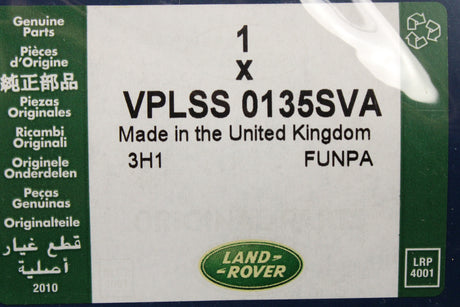 Genuine
Parts
Pièces
d'Origine
純正部品
Piezas
Originales
Ricambi
Originali
Originele
Onderdelen
Peças
Genuinas
Originalteile
قطع غيار
أصلية
2010
1
x
VPLSS 0135SVA
Made in the United Kingdom
3H1 FUNPA
LAND-
-ROVER
LRP
4001